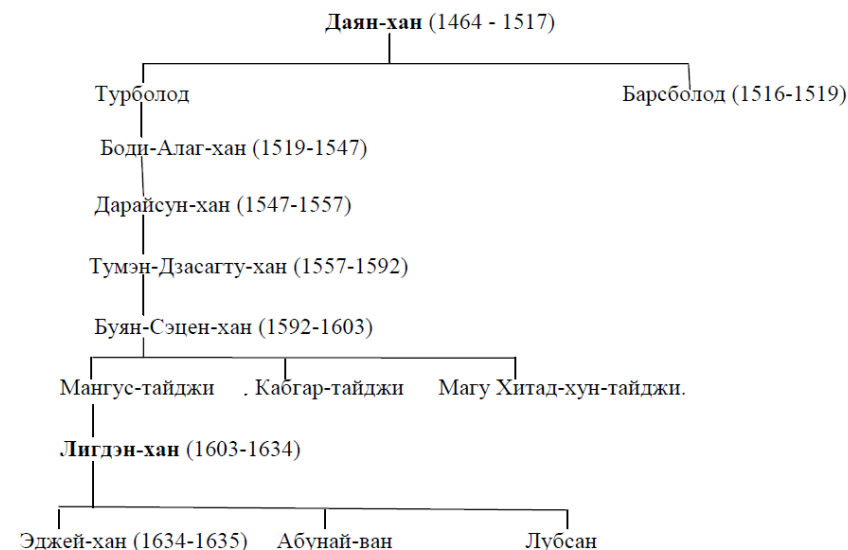 Даян-хан (1464 - 1517)
Турболод Барсболод (1516-1519)
Боди-Алаг-хан (1519-1547)
Дарайсун-хан (1547-1557)
Тумэн-Дзасагту-хан (1557-1592)
Буян-Сэцен-хан (1592-1603)
Мангус-тайджи . Кабгар-тайджи Магу Хитад-хун-тайджи.
Лигдэн-хан (1603-1634)
Эджей-хан (1634-1635) Абунай-ван Лубсан